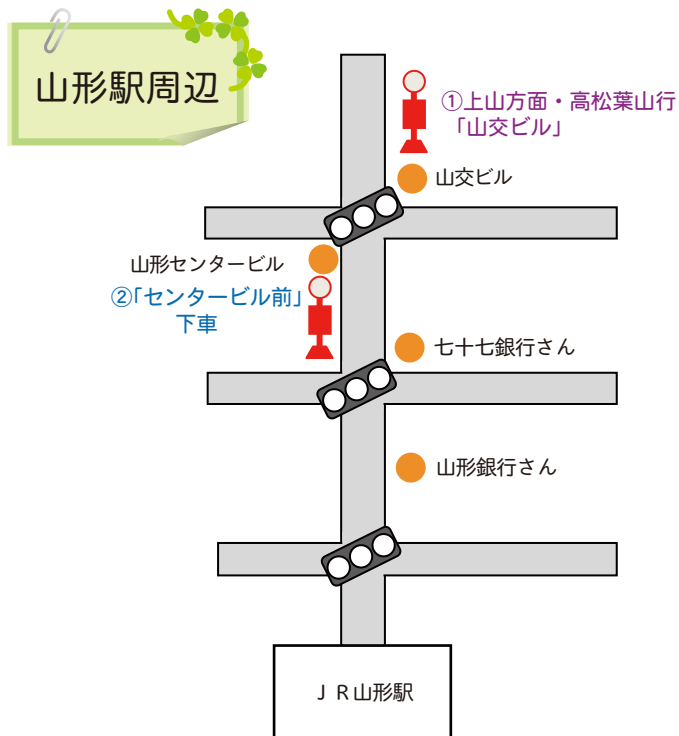 山形駅周辺
①上山方面・高松葉山行
「山交ビル」
山交ビル
山形センタービル
②「センタービル前」
下車
七十七銀行さん
山形銀行さん
ＪＲ山形駅